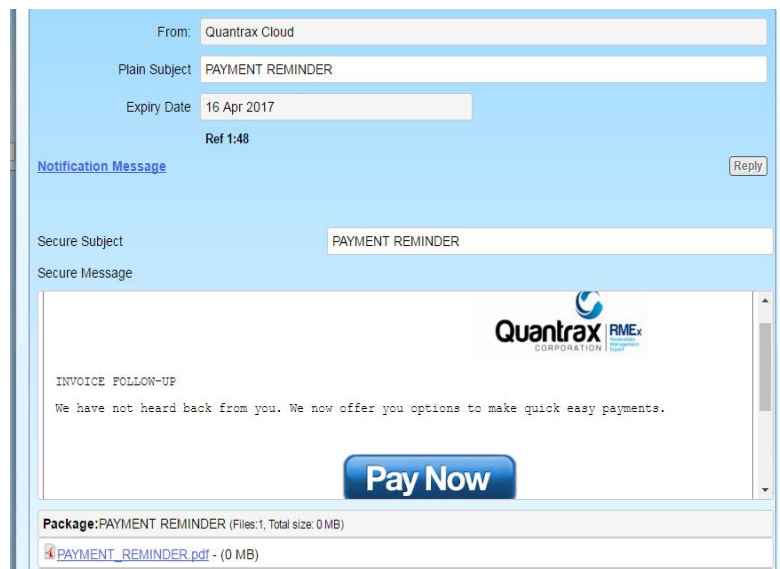 From: Quantrax Cloud
Plain Subject PAYMENT REMINDER
Expiry Date 16 Apr 2017
Ref 1:48
Notification Message Reply
Secure Subject PAYMENT REMINDER
Secure Message
Quantrax RMEx
CORPORATION Receivables Management Expert
INVOICE FOLLOW-UP
We have not heard back from you. We now offer you options to make quick easy payments.
Pay Now
Package:PAYMENT REMINDER (Files:1, Total size: 0 MB)
PAYMENT_REMINDER.pdf - (0 MB)